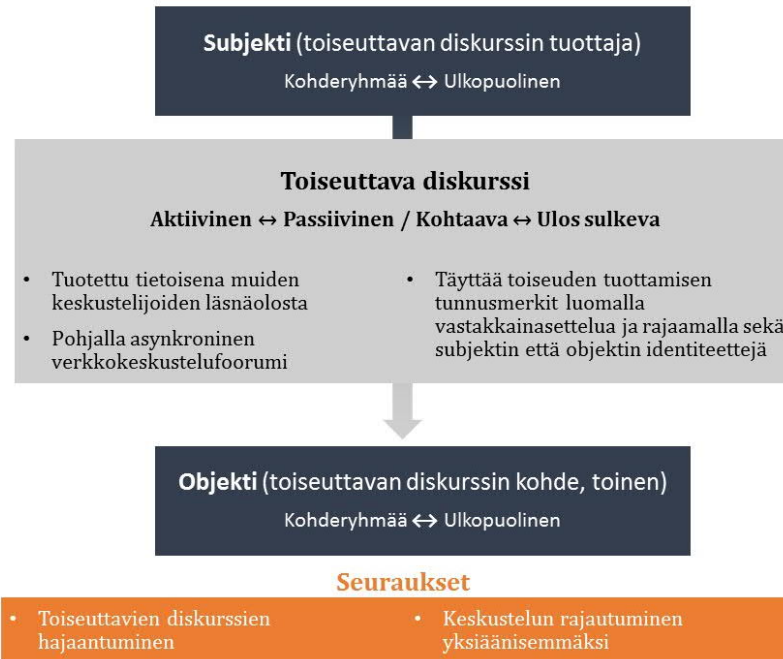 Subjekti (toiseuttavan diskurssin tuottaja)
Kohderyhmää ↔ Ulkopuolinen
Toiseuttava diskurssi
Aktiivinen ↔ Passiivinen / Kohtaava ↔ Ulos sulkeva
• Tuotettu tietoisena muiden
keskustelijoiden läsnäolosta
• Pohjalla asynkroninen
verkkokeskustelufoorumi
• Täyttää toiseuden tuottamisen
tunnusmerkit luomalla
vastakkainasettelua ja rajaamalla sekä
subjektin että objektin identiteettejä
Objekti (toiseuttavan diskurssin kohde, toinen)
Kohderyhmää ↔ Ulkopuolinen
Seuraukset
• Toiseuttavien diskurssien
hajaantuminen
• Keskustelun rajautuminen
yksiäänisemmäksi